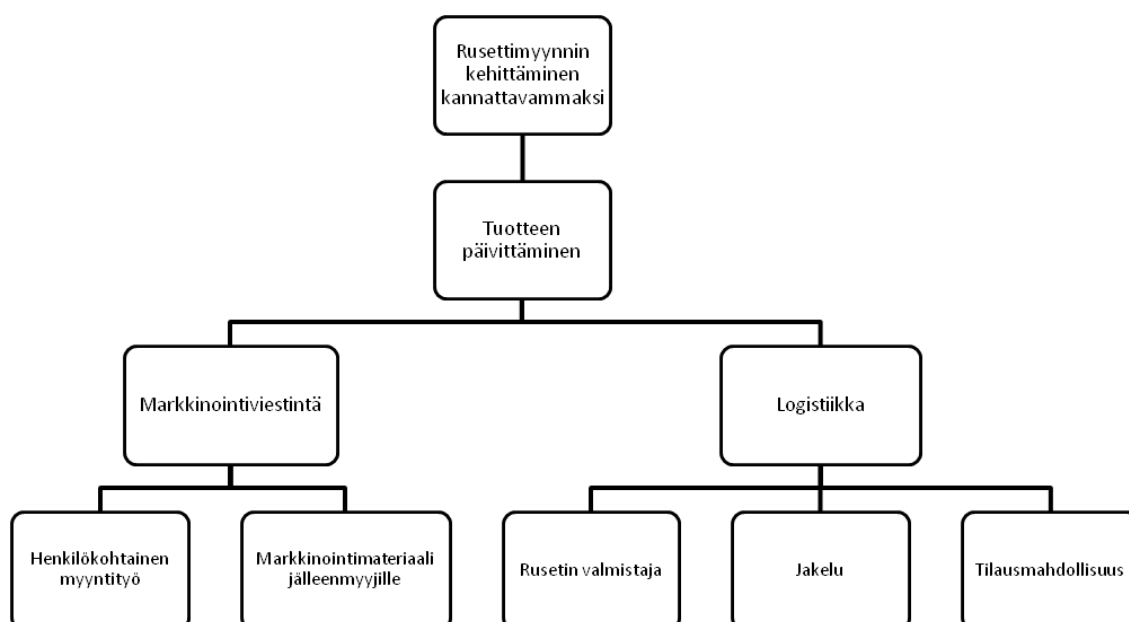 Rusettimyynnin
kehittäminen
kannattavammaksi
Tuotteen
päivittäminen
Markkinointiviestintä
Logistiikka
Henkilökohtainen
myyntityö
Markkinointimateriaali
jälleenmyyjille
Rusetin valmistaja
Jakelu
Tilausmahdollisuus